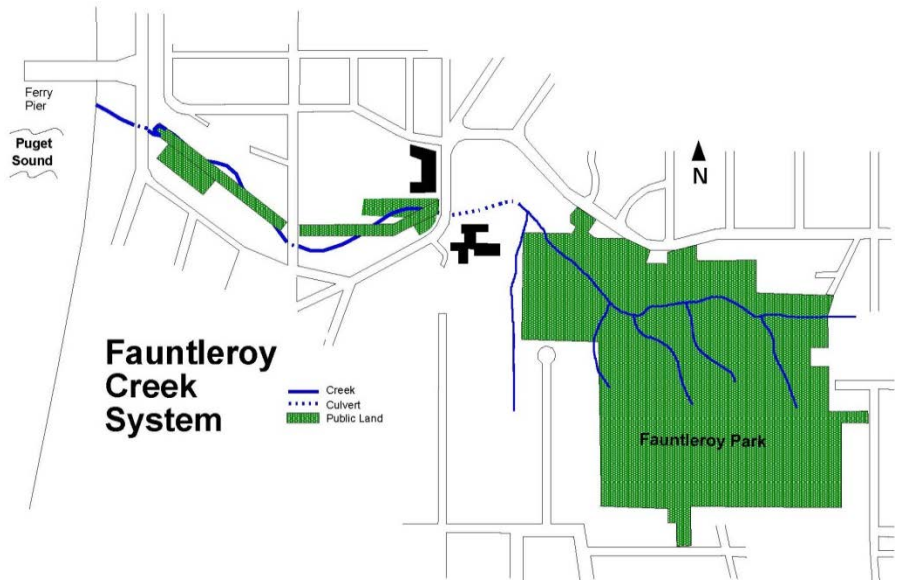 Ferry
Pier
Puget
Sound
N
Fauntleroy
Creek
System
Creek
Culvert
Public Land
Fauntleroy Park